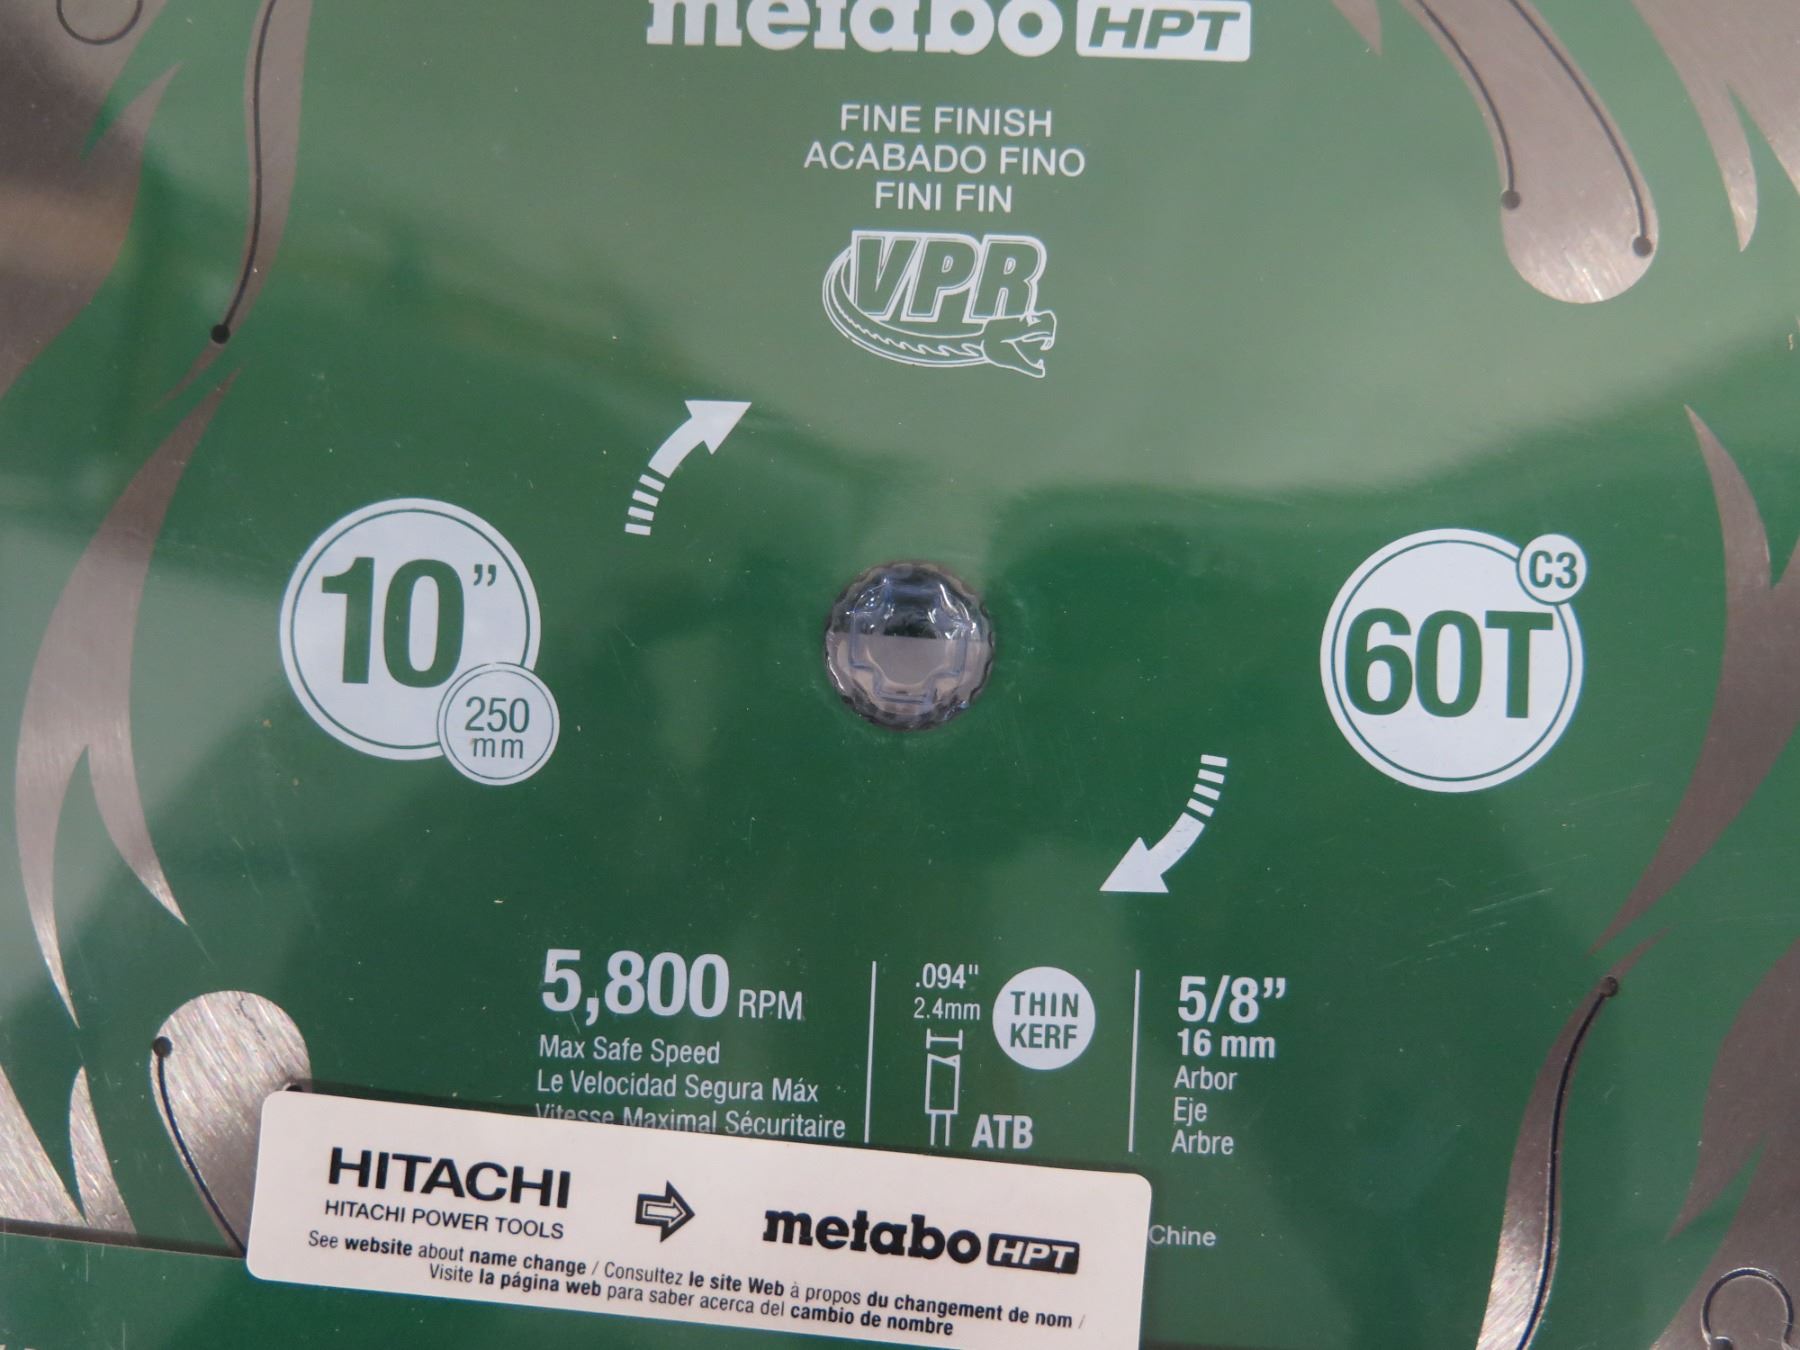 metabo HPT
FINE FINISH
ACABADO FINO
FINI FIN
VPR
10”
250
mm
C3
60T
5,800 RPM
Max Safe Speed
Le Velocidad Segura Máx
Vitesse Maximal Sécuritaire
.094"
2.4mm
THIN
KERF
ATB
5/8”
16 mm
Arbor
Eje
Arbre
Chine
HITACHI
HITACHI POWER TOOLS
metabo HPT
See website about name change / Consultez le site Web à propos du changement de nom /
Visite la página web para saber acerca del cambio de nombre